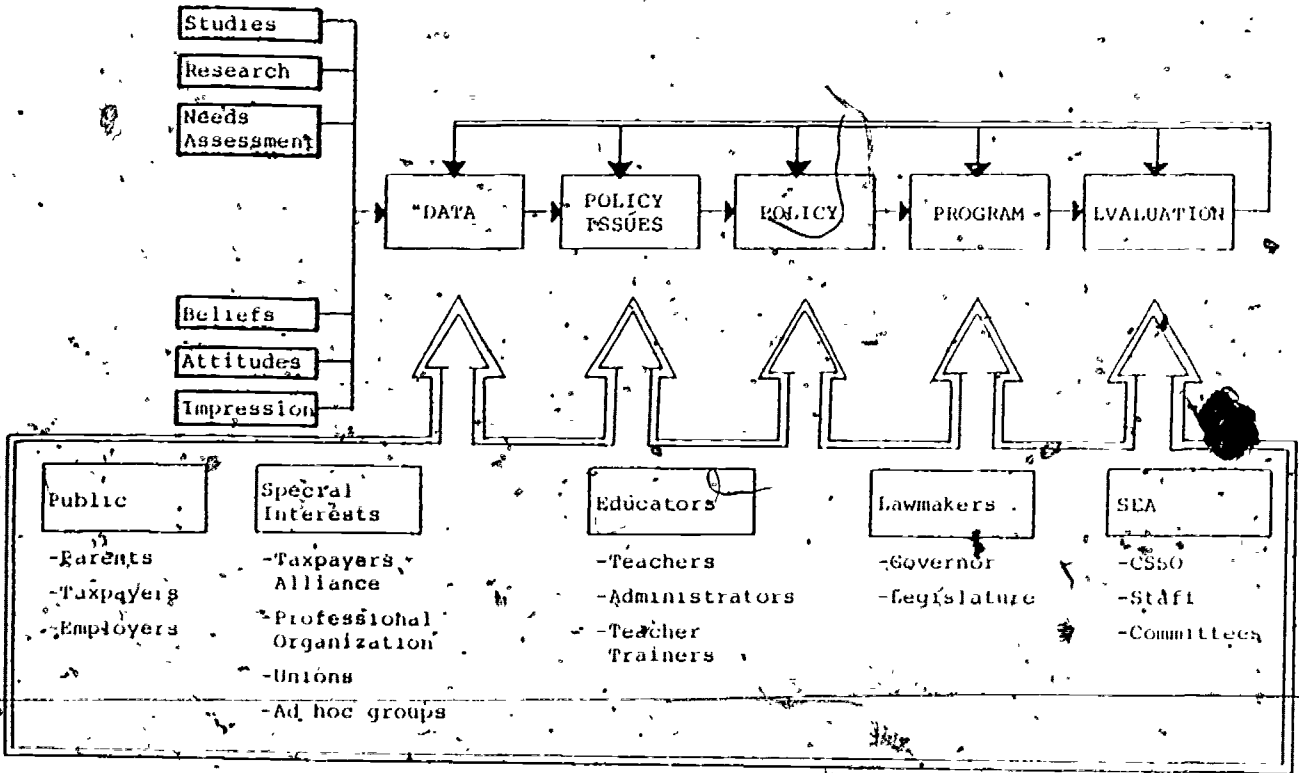 Studies
Research
Needs
Assessment
DATA
POLICY
ISSUES
POLICY
PROGRAM
EVALUATION
Beliefs
Attitudes
Impression
Public
-Parents
-Taxpayers
-Employers
Special
Interests
-Taxpayers
Alliance
-Professional
Organization
-Unions
-Ad hoc groups
Educators
-Teachers
-Administrators
-Teacher
Trainers
Lawmakers
-Governor
-Legislature
SEA
-CSSO
-Staff
-Committees